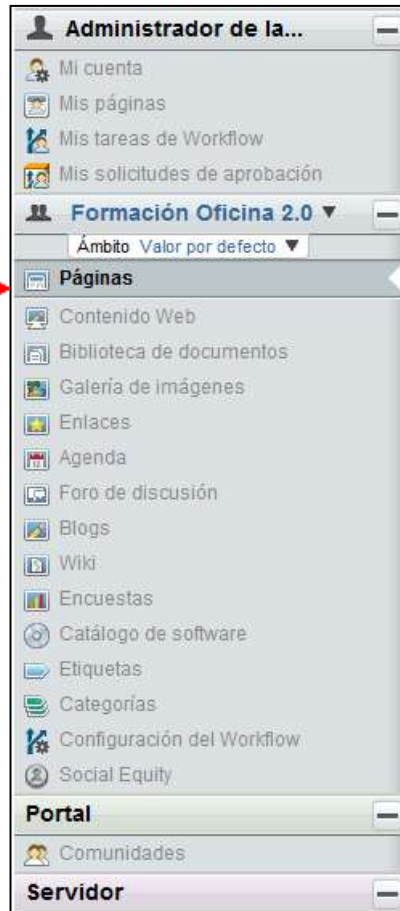 Administrador de la...
Mi cuenta
Mis páginas
Mis tareas de Workflow
Mis solicitudes de aprobación
Formación Oficina 2.0 ▼
Ámbito Valor por defecto ▼
Páginas
Contenido Web
Biblioteca de documentos
Galería de imágenes
Enlaces
Agenda
Foro de discusión
Blogs
Wiki
Encuestas
Catálogo de software
Etiquetas
Categorías
Configuración del Workflow
Social Equity
Portal
Comunidades
Servidor